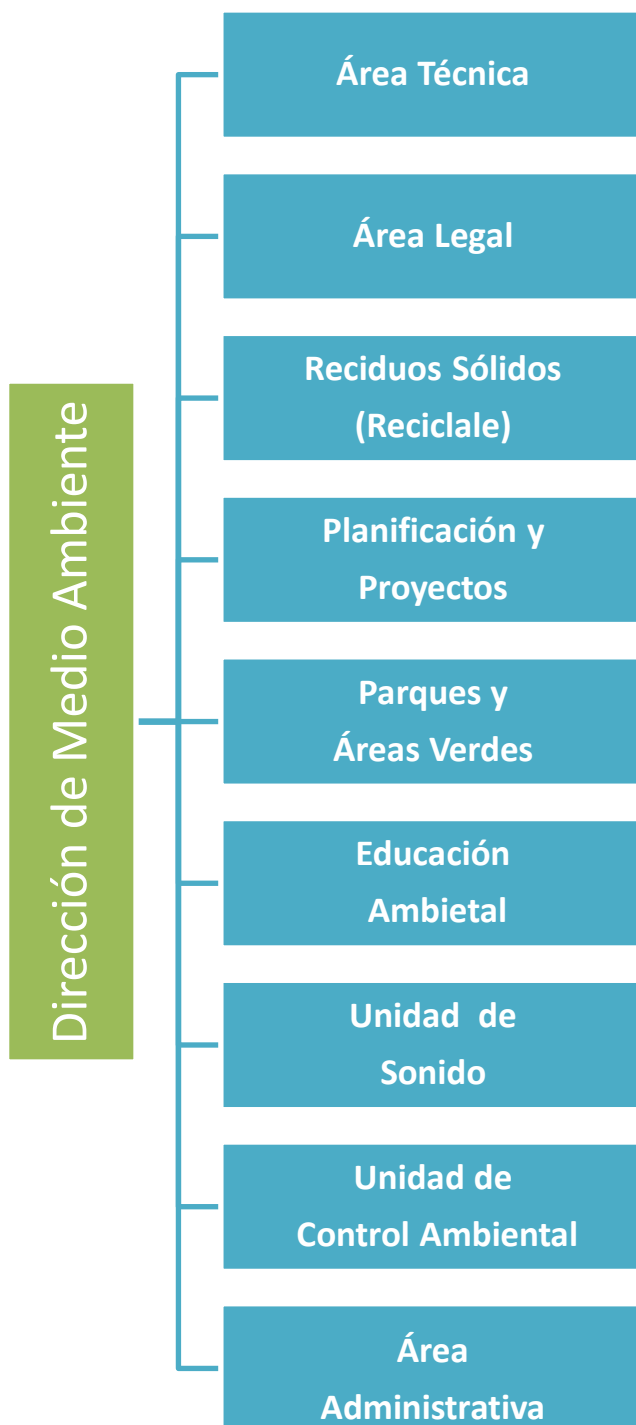 Dirección de Medio Ambiente
Área Técnica
Área Legal
Reciduos Sólidos
(Reciclale)
Planificación y
Proyectos
Parques y
Áreas Verdes
Educación
Ambietal
Unidad  de
Sonido
Unidad de
Control Ambiental
Área
Administrativa